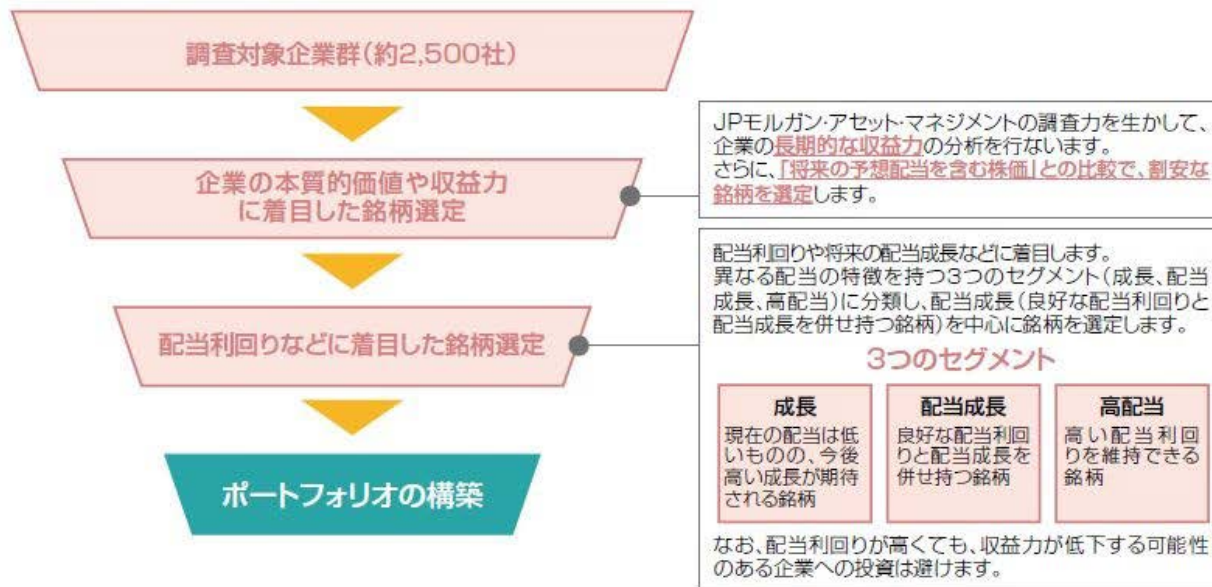 調査対象企業群(約2,500社)
企業の本質的価値や収益力
に着目した銘柄選定
配当利回りなどに着目した銘柄選定
ポートフォリオの構築
JPモルガン・アセット・マネジメントの調査力を生かして、
企業の長期的な収益力の分析を行ないます。
さらに、「将来の予想配当を含む株価」との比較で、割安な
銘柄を選定します。
配当利回りや将来の配当成長などに着目します。
異なる配当の特徴を持つ3つのセグメント(成長、配当
成長、高配当)に分類し、配当成長(良好な配当利回りと
配当成長を併せ持つ銘柄)を中心に銘柄を選定します。
3つのセグメント
成長
現在の配当は低
いものの、今後
高い成長が期待
される銘柄
配当成長
良好な配当利回
りと配当成長を
併せ持つ銘柄
高配当
高い配当利回
りを維持できる
銘柄
なお、配当利回りが高くても、収益力が低下する可能性
のある企業への投資は避けます。